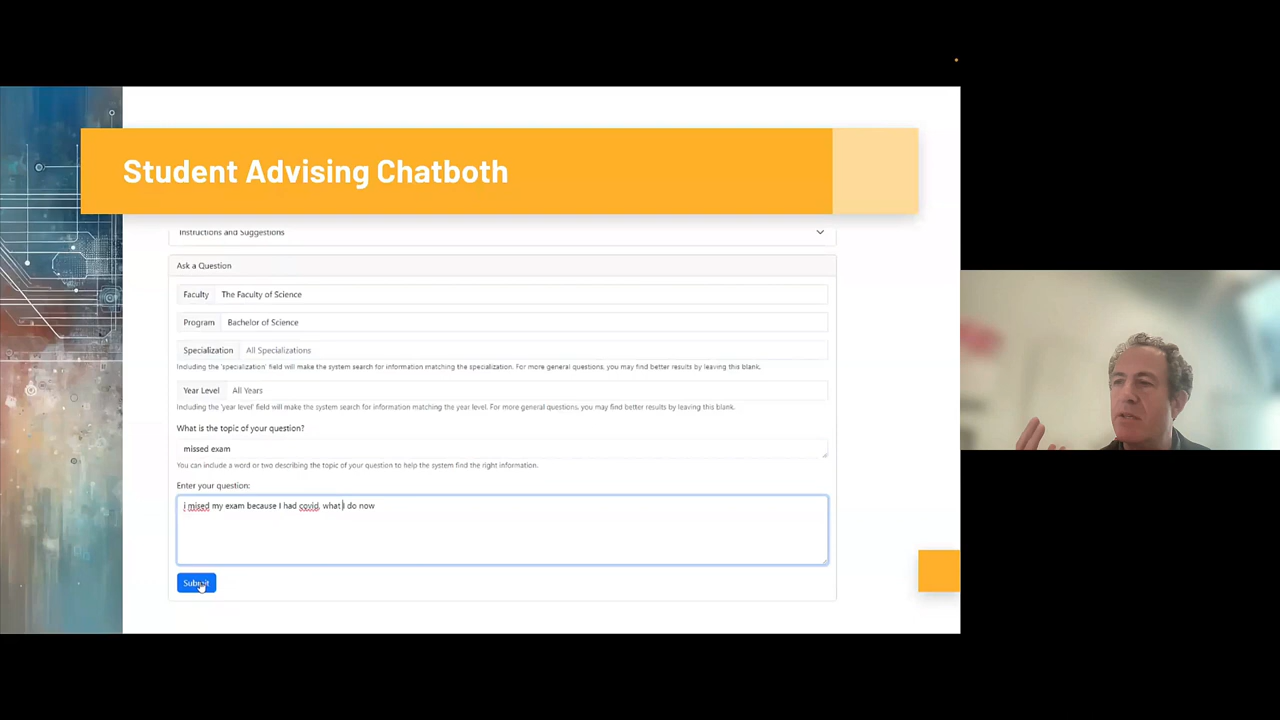 Student Advising Chatboth
Instructions and Suggestions
Ask a Question
Faculty The Faculty of Science
Program Bachelor of Science
Specialization All Specializations
Including the 'specialization' field will make the system search for information matching the specialization. For more general questions, you may find better results by leaving this blank.
Year Level All Years
Including the 'year level' field will make the system search for information matching the year level. For more general questions, you may find better results by leaving this blank.
What is the topic of your question?
missed exam
You can include a word or two describing the topic of your question to help the system find the right information.
Enter your question:
i mised my exam because I had covid, what I do now
Submit